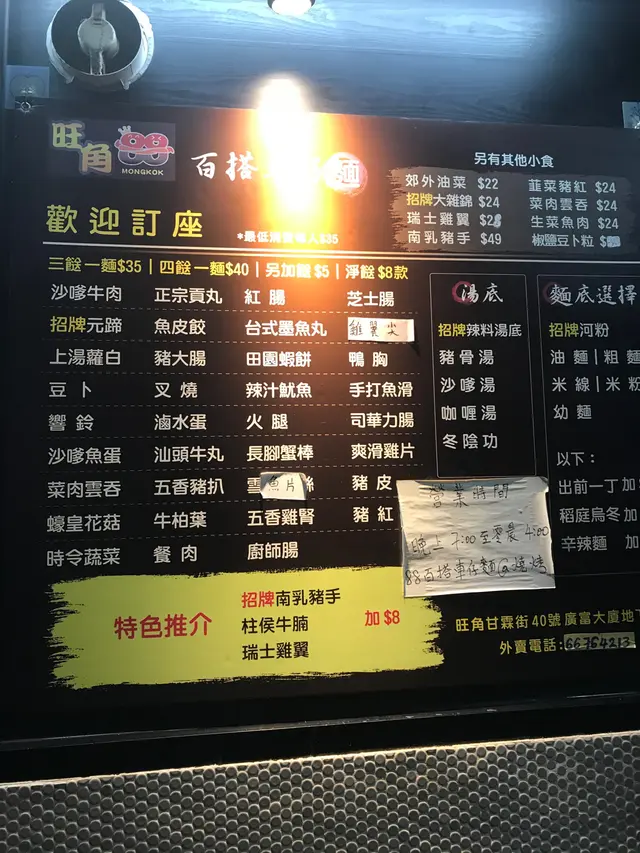 旺角
88
MONGKOK
百搭
麵
歡迎訂座
三餸一麵$35 | 四餸一麵$40 | 另加麵$5 | 淨餸$8款
沙嗲牛肉 正宗貢丸 紅腸 芝士腸
招牌元蹄 魚皮餃 台式墨魚丸 雞翼尖
上湯蘿白 豬大腸 田園蝦餅 鴨胸
豆卜 叉燒 辣汁魷魚 手打魚滑
響鈴 滷水蛋 火腿 司華力腸
沙嗲魚蛋 汕頭牛丸 長腳蟹棒 爽滑雞片
菜肉雲吞 五香豬扒 魚片 豬皮
蠔皇花菇 牛柏葉 五香雞腎 豬紅
時令蔬菜 餐肉 廚師腸
特色推介
招牌南乳豬手
柱侯牛腩
瑞士雞翼
加$8
另有其他小食
郊外油菜 $22 韮菜豬紅 $24
招牌大雜錦 $24 菜肉雲吞 $24
瑞士雞翼 生菜魚肉 $24
南乳豬手 $49 椒鹽豆卜粒
湯底
招牌辣料湯底
豬骨湯
沙嗲湯
咖喱湯
冬陰功
麵底選擇
招牌河粉
油麵 | 粗麵
米線 | 米粉
幼麵
以下：
出前一丁加
稻庭烏冬加
辛辣麵 加
營業時間
晚上7:00至零晨4:00
88百搭車仔麵
旺角甘霖街40號廣富大廈地
外賣電話:66764213